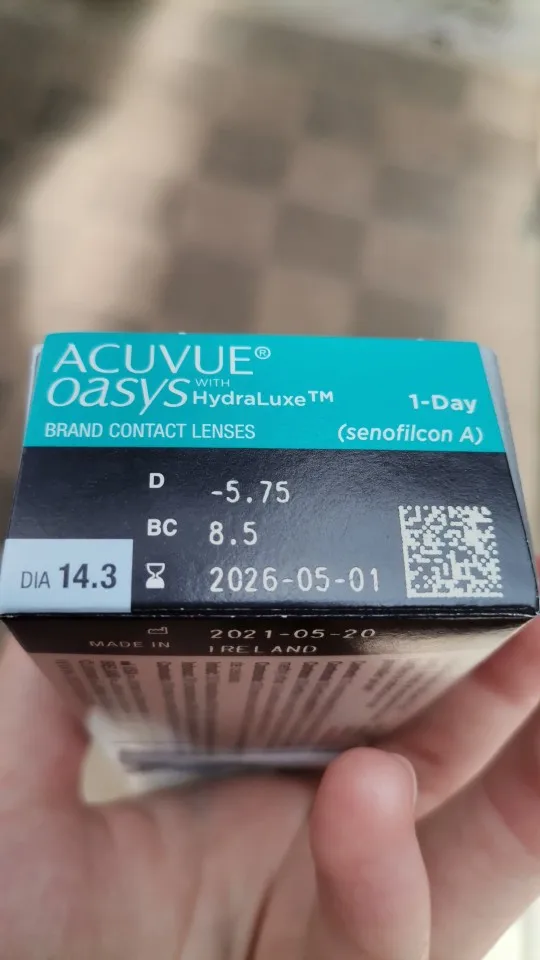 ACUVUE®
oasys WITH HydraLuxe™ 1-Day
BRAND CONTACT LENSES (senofilcon A)
D -5.75
BC 8.5
DIA 14.3
2026-05-01
2021-05-20
MADE IN IRELAND